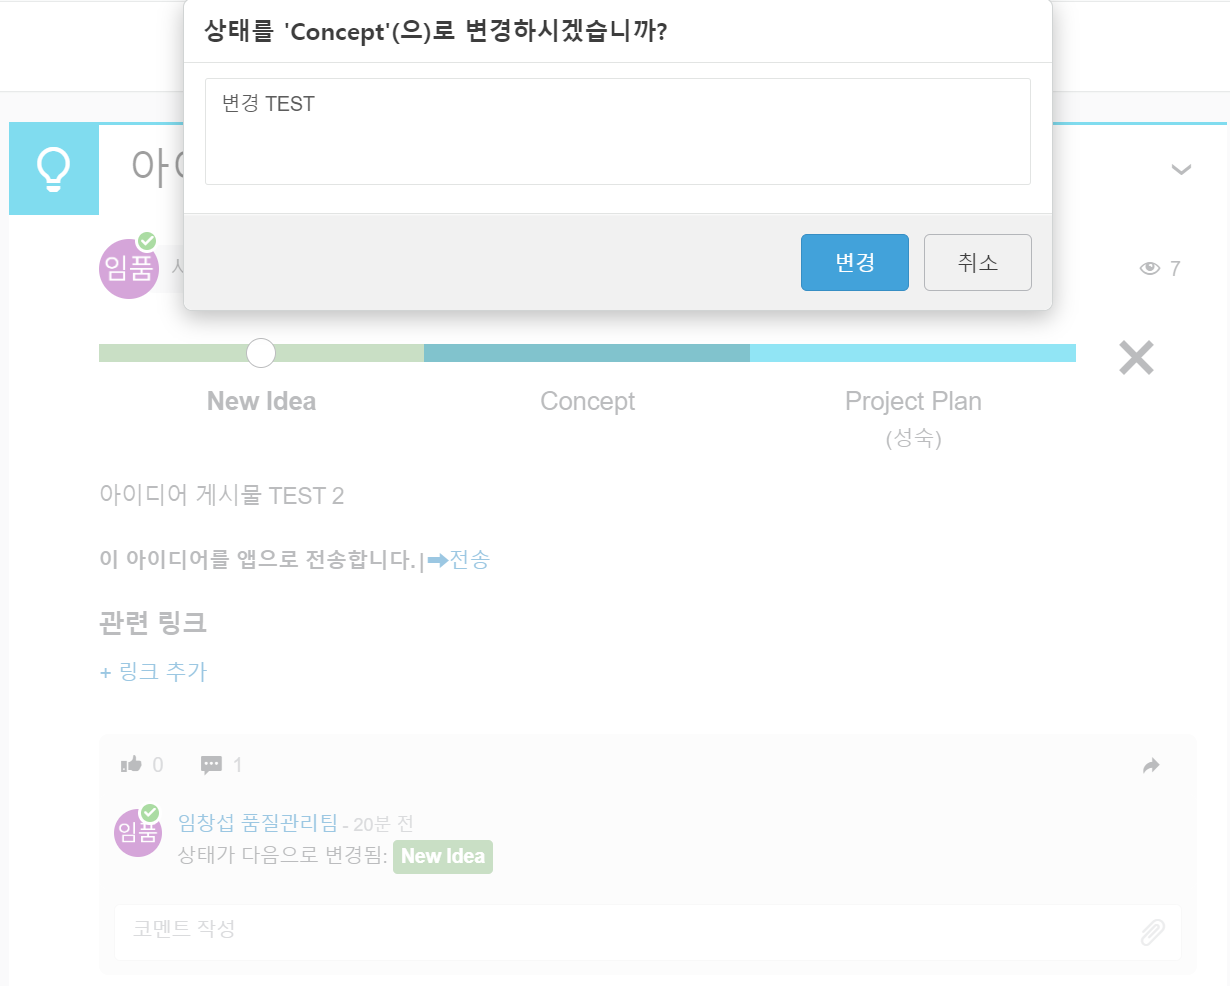 상태를 'Concept'(으)로 변경하시겠습니까?
변경 TEST
변경 취소
임품
7
New Idea Concept Project Plan
(성숙)
아이디어 게시물 TEST 2
이 아이디어를 앱으로 전송합니다.|➡전송
관련 링크
+ 링크 추가
0 1
임품 임창섭 품질관리팀 - 20분 전
상태가 다음으로 변경됨: New Idea
코멘트 작성